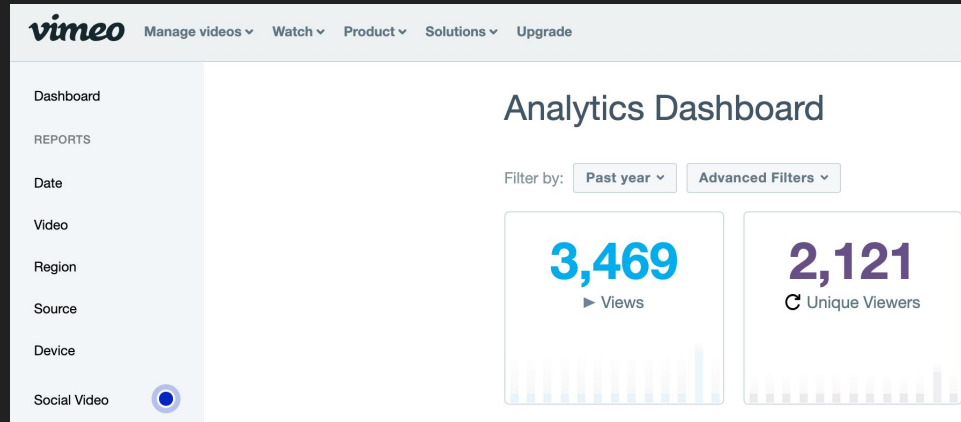 vimeo Manage videos Watch Product Solutions Upgrade
Dashboard
REPORTS
Date
Video
Region
Source
Device
Social Video
Analytics Dashboard
Filter by: Past year Advanced Filters
3,469
Views
2,121
Unique Viewers